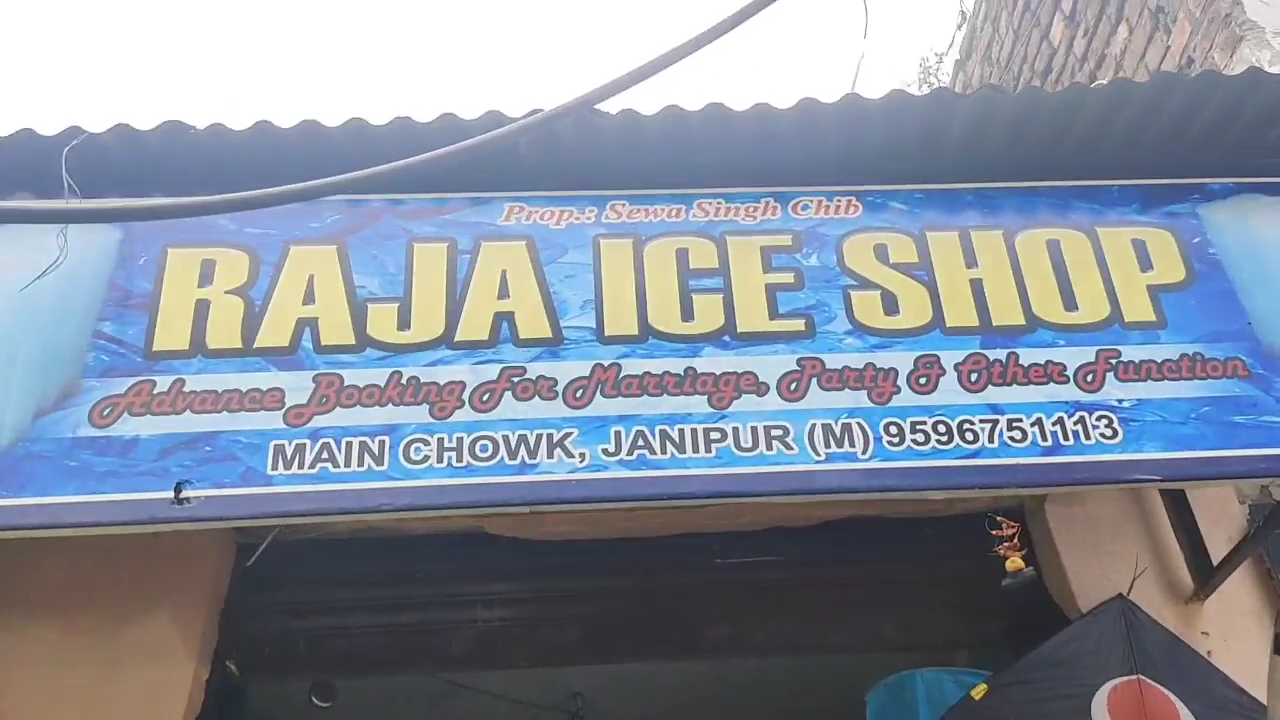 Prop.: Sewa Singh Chib
RAJA ICE SHOP
Advance Booking For Marriage, Party & Other Function
MAIN CHOWK, JANIPUR (M) 9596751113